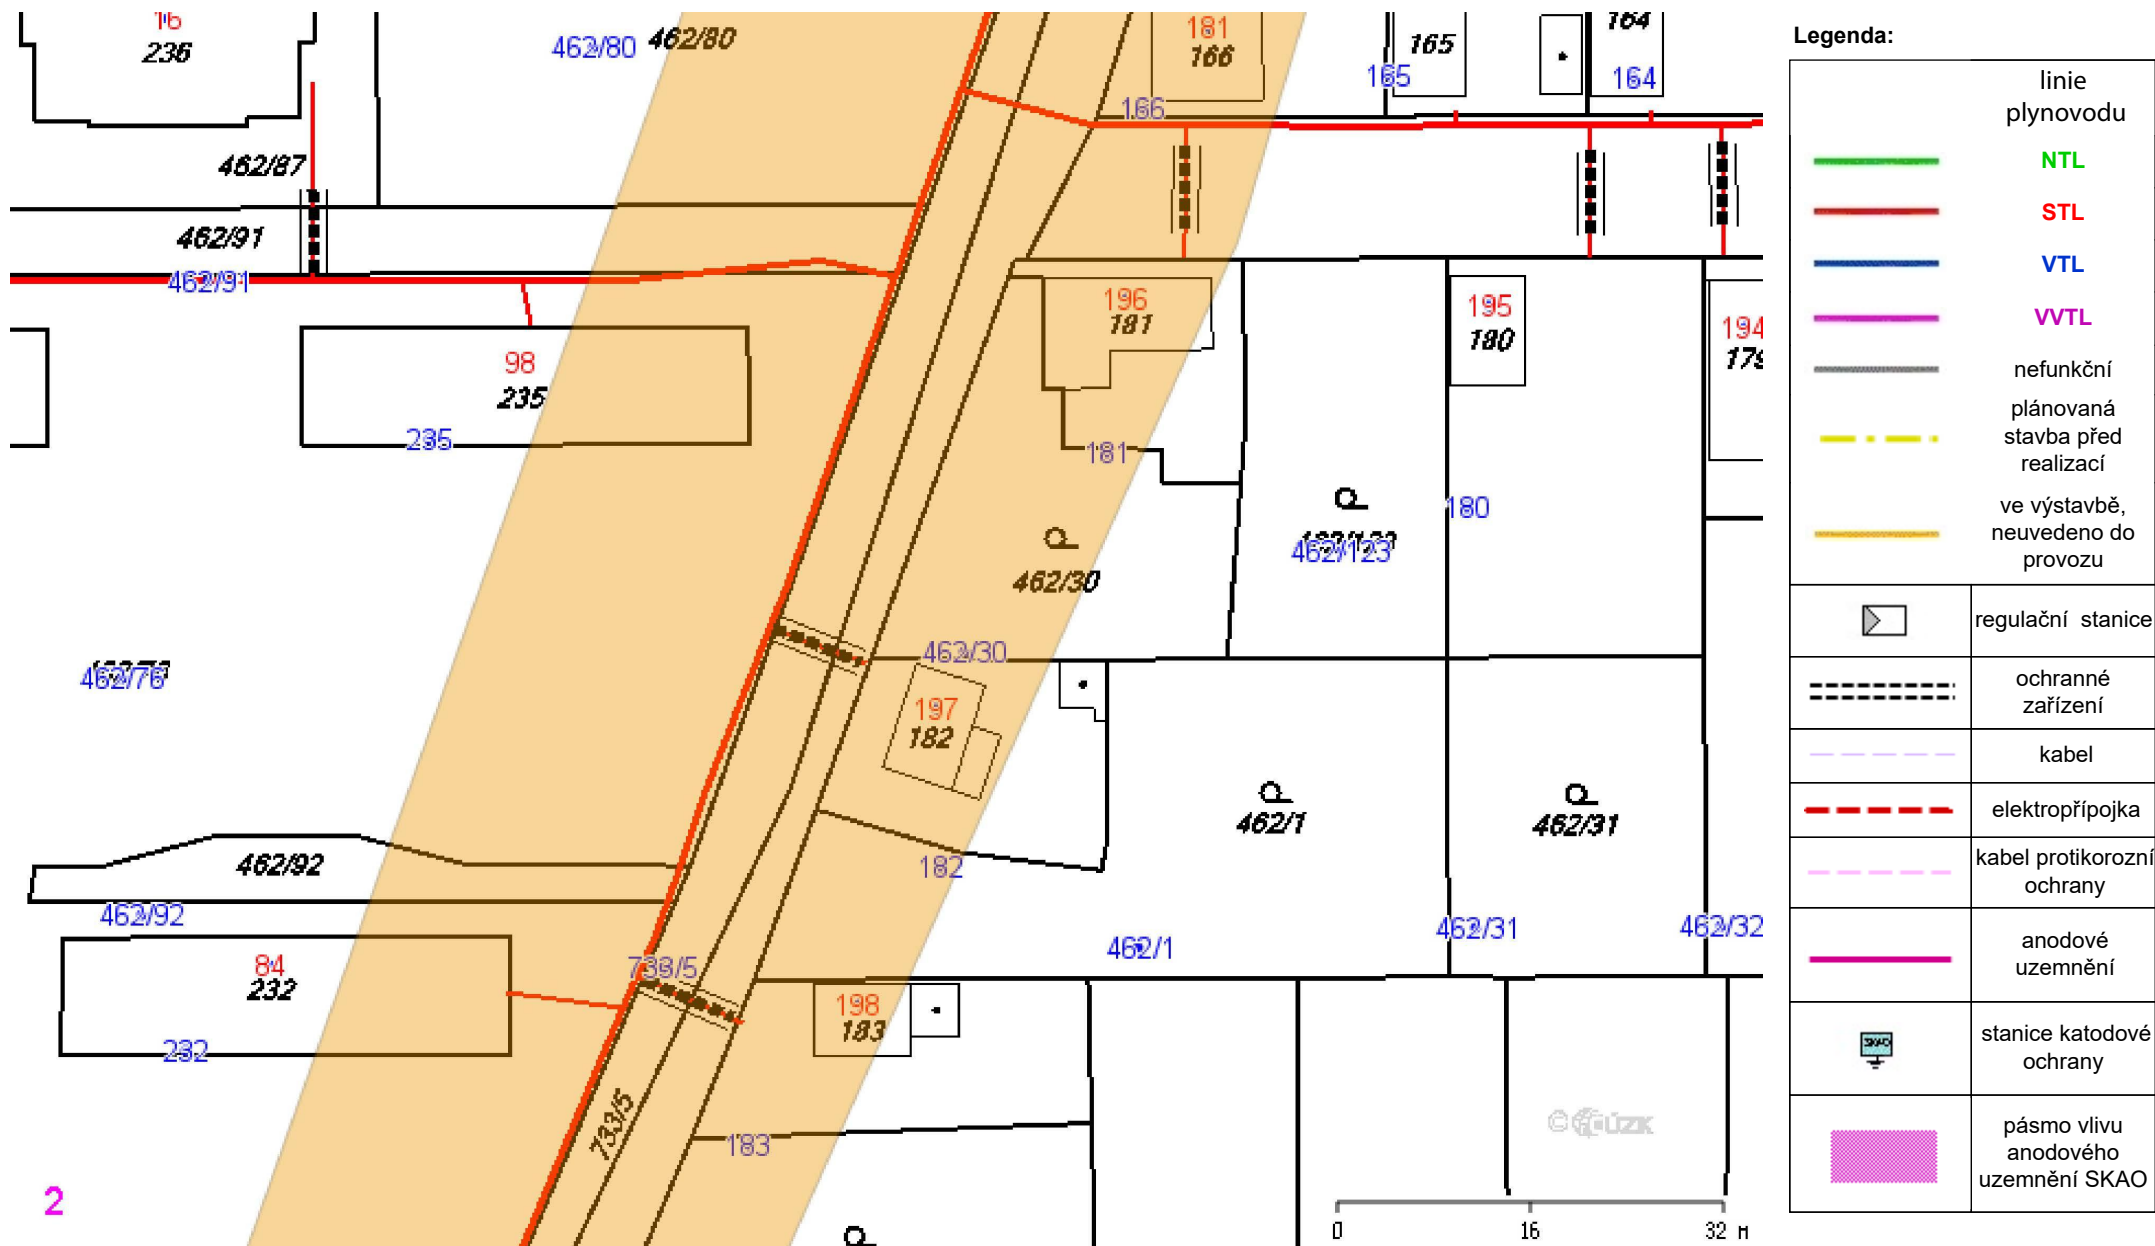 16
236
462/80
462/80
181
166
166
165
165
164
164
462/87
462/91
462/91
98
235
235
196
181
181
195
180
180
194
462/30
462/30
462/123
462/76
197
182
182
462/1
462/1
462/31
462/31
462/32
462/92
462/92
84
232
232
733/5
733/5
198
183
183
2
0 16 32 M
Legenda:
linie
plynovodu
NTL
STL
VTL
VVTL
nefunkční
plánovaná
stavba před
realizací
ve výstavbě,
neuvedeno do
provozu
regulační stanice
ochranné
zařízení
kabel
elektropřípojka
kabel protikorozní
ochrany
anodové
uzemnění
stanice katodové
ochrany
pásmo vlivu
anodového
uzemnění SKAO